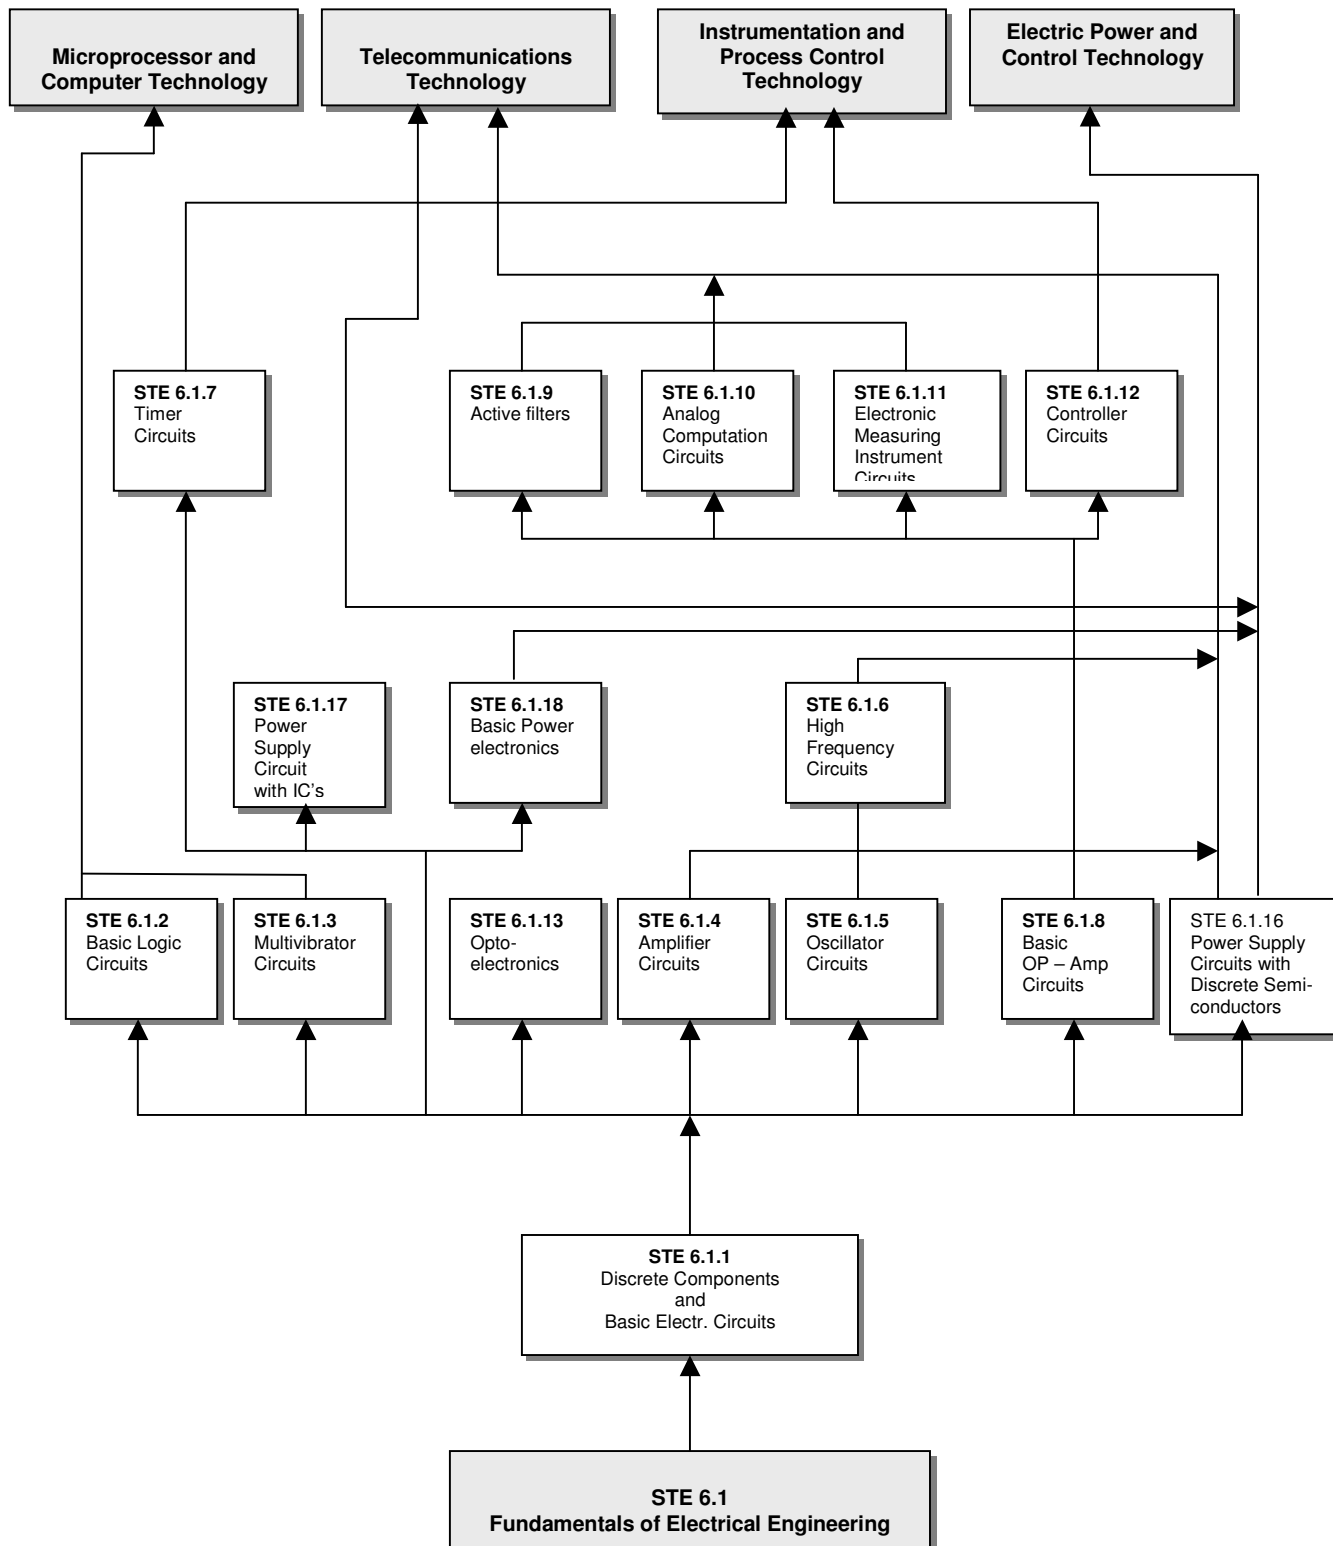 Microprocessor and
Computer Technology
Telecommunications
Technology
Instrumentation and
Process Control
Technology
Electric Power and
Control Technology
STE 6.1.7
Timer
Circuits
STE 6.1.9
Active filters
STE 6.1.10
Analog
Computation
Circuits
STE 6.1.11
Electronic
Measuring
Instrument
Circuits
STE 6.1.12
Controller
Circuits
STE 6.1.17
Power
Supply
Circuit
with IC's
STE 6.1.18
Basic Power
electronics
STE 6.1.6
High
Frequency
Circuits
STE 6.1.2
Basic Logic
Circuits
STE 6.1.3
Multivibrator
Circuits
STE 6.1.13
Opto-
electronics
STE 6.1.4
Amplifier
Circuits
STE 6.1.5
Oscillator
Circuits
STE 6.1.8
Basic
OP – Amp
Circuits
STE 6.1.16
Power Supply
Circuits with
Discrete Semi-
conductors
STE 6.1.1
Discrete Components
and
Basic Electr. Circuits
STE 6.1
Fundamentals of Electrical Engineering